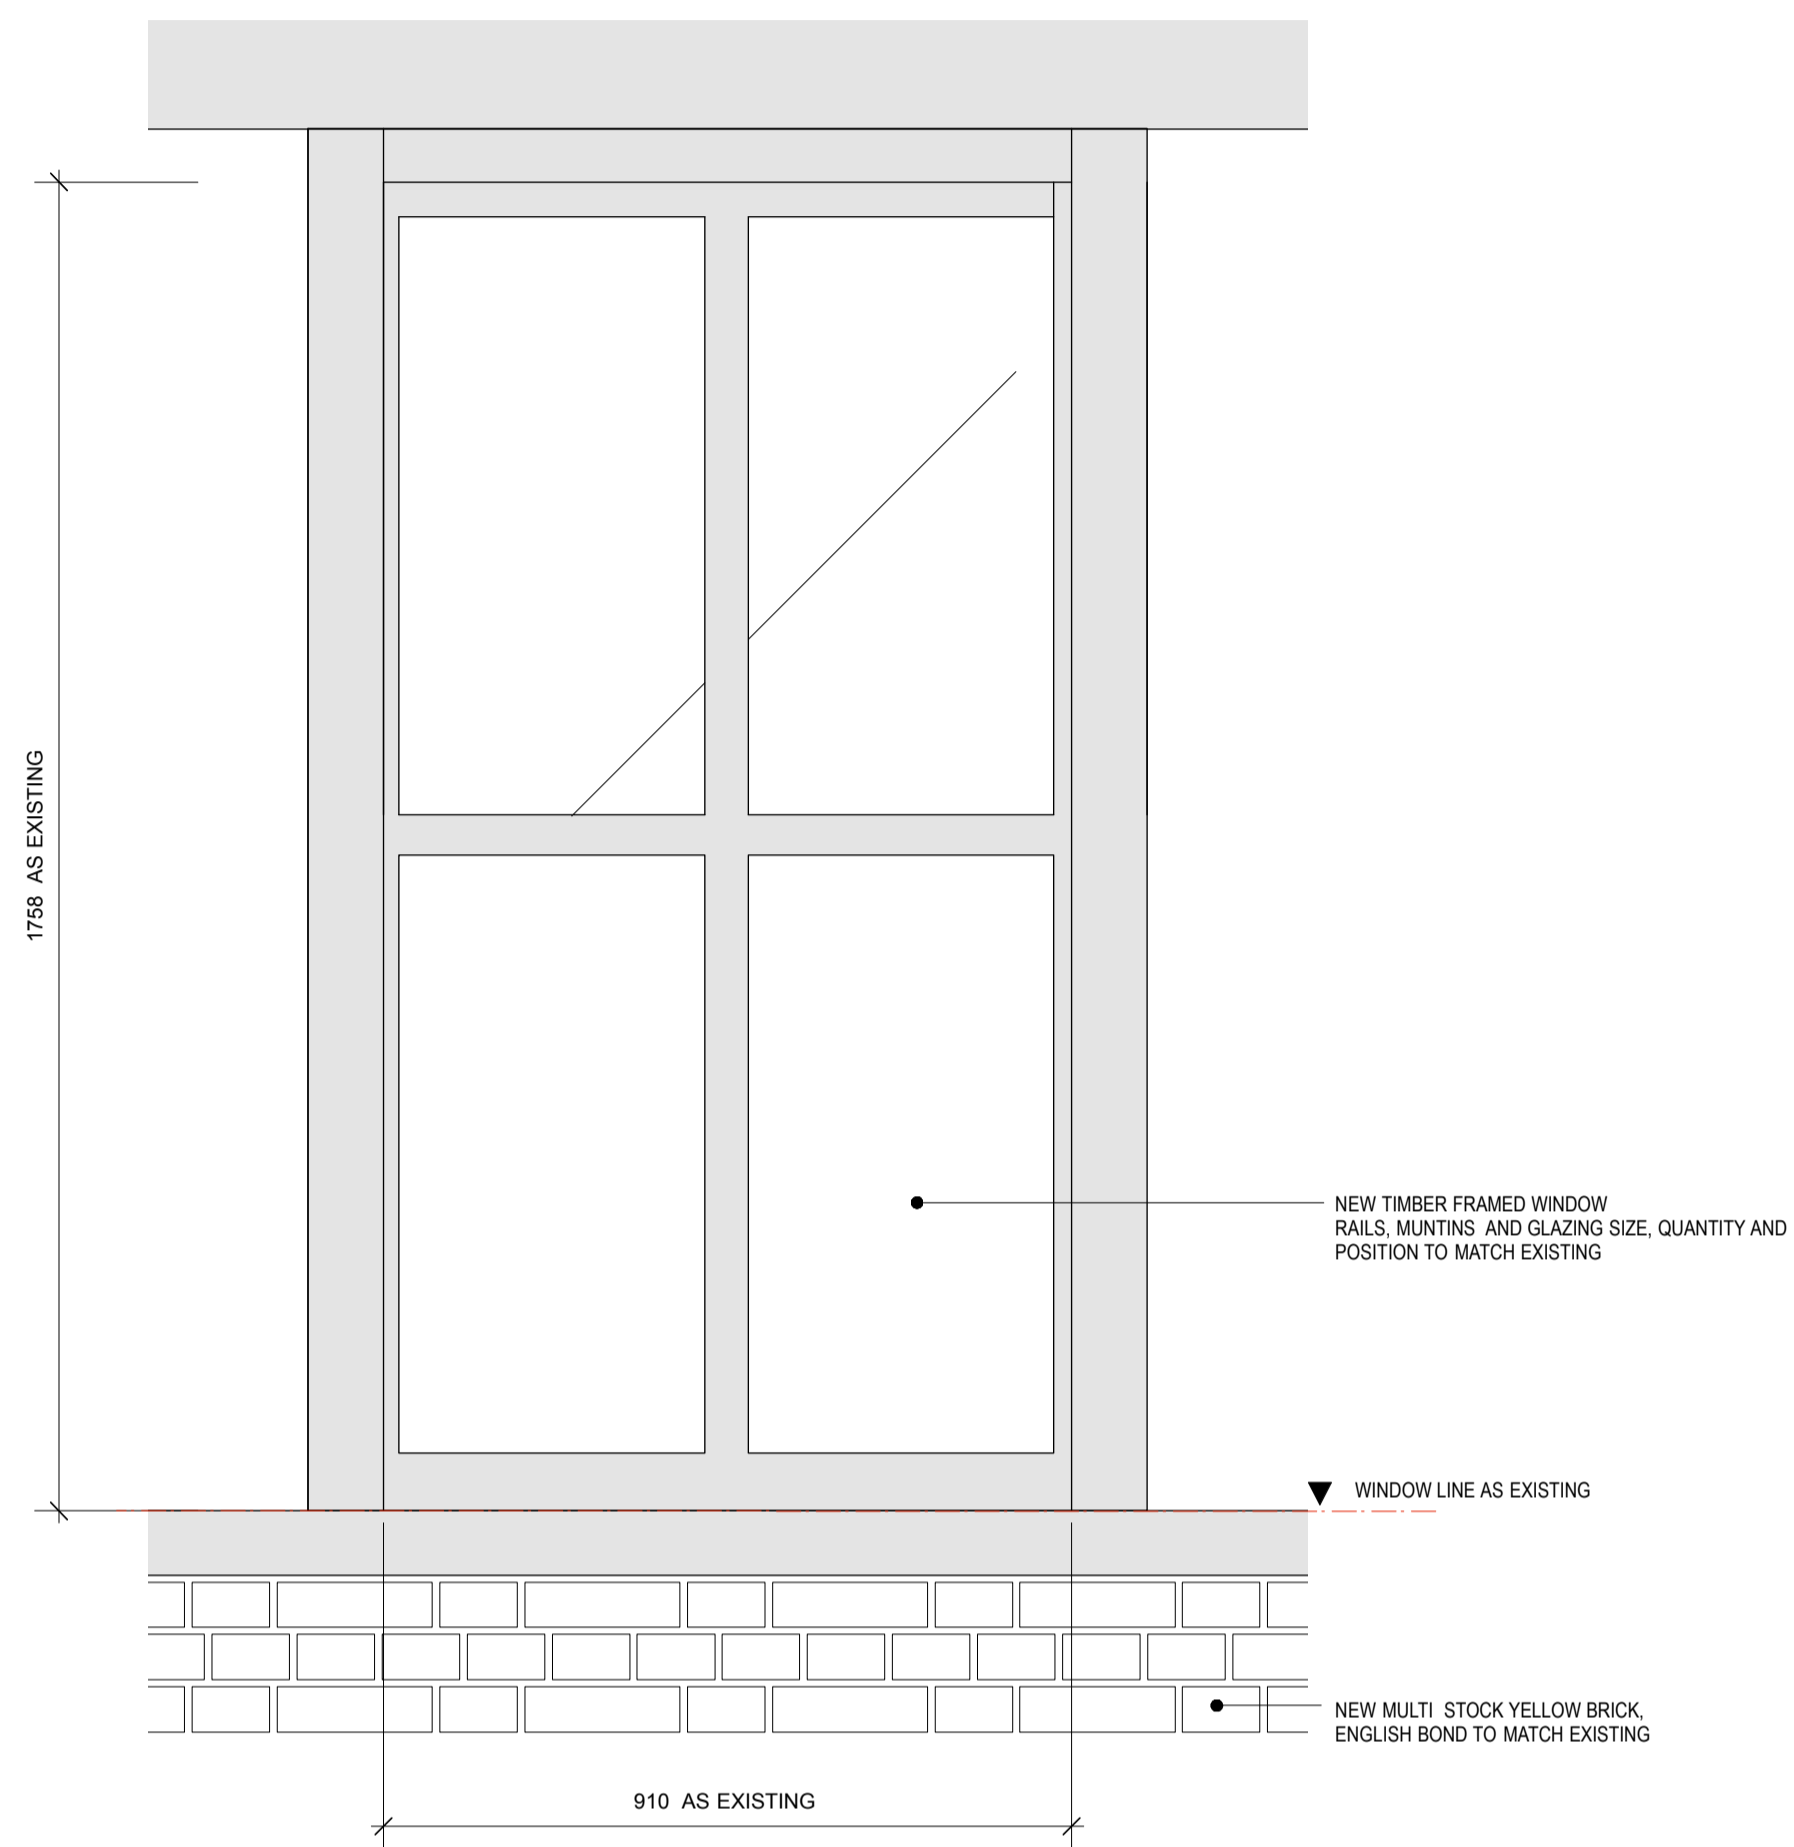 1758 AS EXISTING
NEW TIMBER FRAMED WINDOW
RAILS, MUNTINS AND GLAZING SIZE, QUANTITY AND
POSITION TO MATCH EXISTING
WINDOW LINE AS EXISTING
NEW MULTI STOCK YELLOW BRICK,
ENGLISH BOND TO MATCH EXISTING
910 AS EXISTING